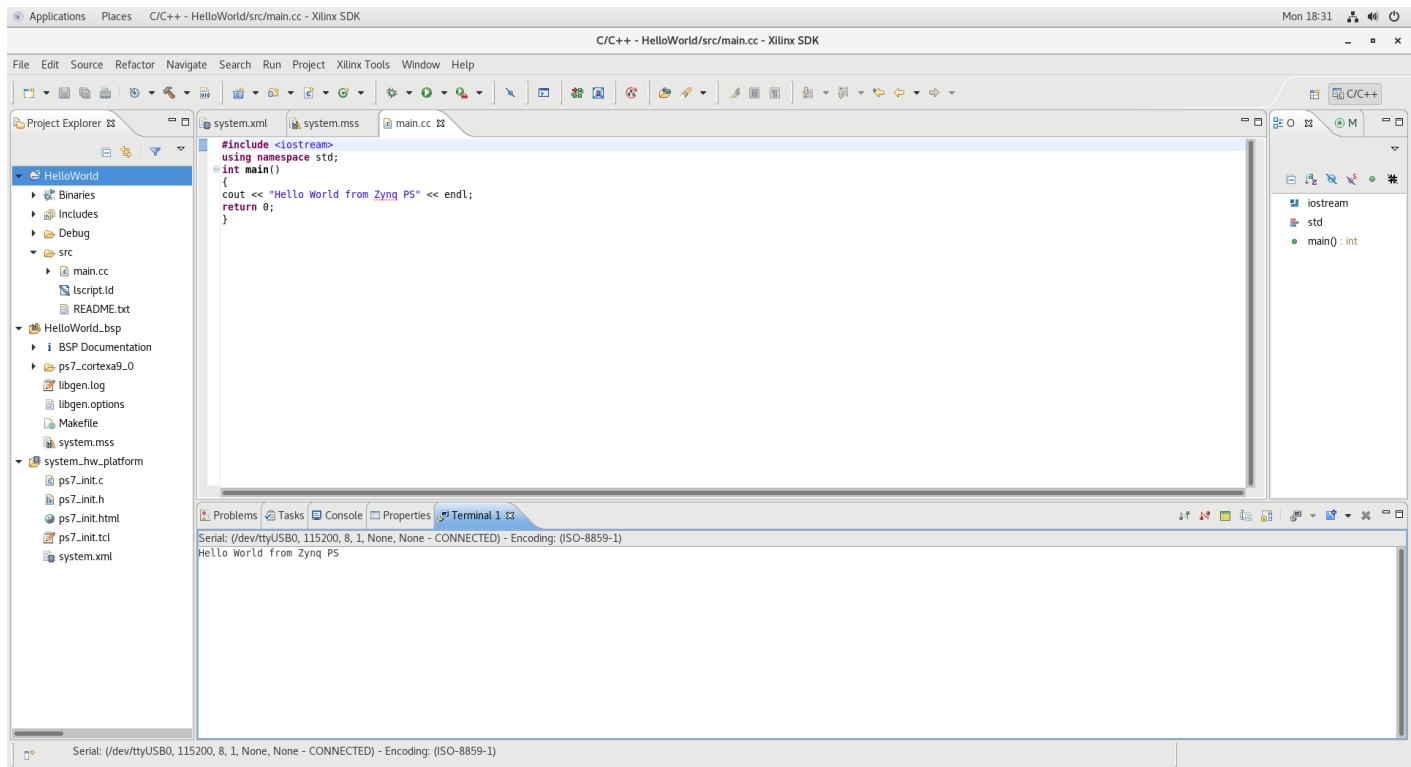 Applications Places C/C++ - HelloWorld/src/main.cc - Xilinx SDK Mon 18:31
C/C++ - HelloWorld/src/main.cc - Xilinx SDK
File Edit Source Refactor Navigate Search Run Project Xilinx Tools Window Help
C/C++
Project Explorer
system.xml system.mss main.cc
O M
HelloWorld
Binaries
Includes
Debug
src
main.cc
lscript.ld
README.txt
HelloWorld_bsp
BSP Documentation
ps7_cortexa9_0
libgen.log
libgen.options
Makefile
system.mss
system_hw_platform
ps7_init.c
ps7_init.h
ps7_init.html
ps7_init.tcl
system.xml
#include <iostream>
using namespace std;
int main()
{
cout << "Hello World from Zynq PS" << endl;
return 0;
}
iostream
std
main() : int
Problems Tasks Console Properties Terminal 1
Serial: (/dev/ttyUSB0, 115200, 8, 1, None, None - CONNECTED) - Encoding: (ISO-8859-1)
Hello World from Zynq PS
Serial: (/dev/ttyUSB0, 115200, 8, 1, None, None - CONNECTED) - Encoding: (ISO-8859-1)